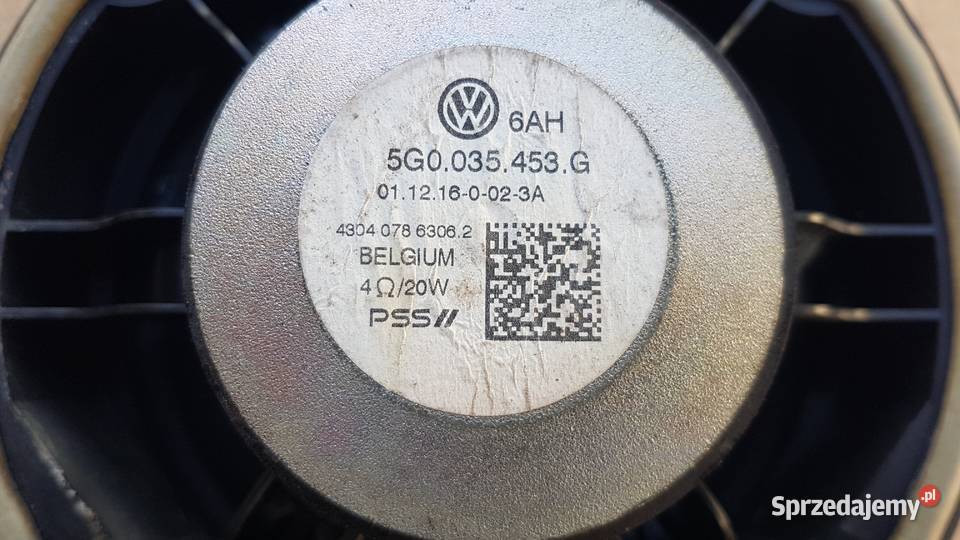 6AH
5G0.035.453.G
01.12.16-0-02-3A
4304 078 6306.2
BELGIUM
4Ω/20W
PSS//
Sprzedajemy.pl